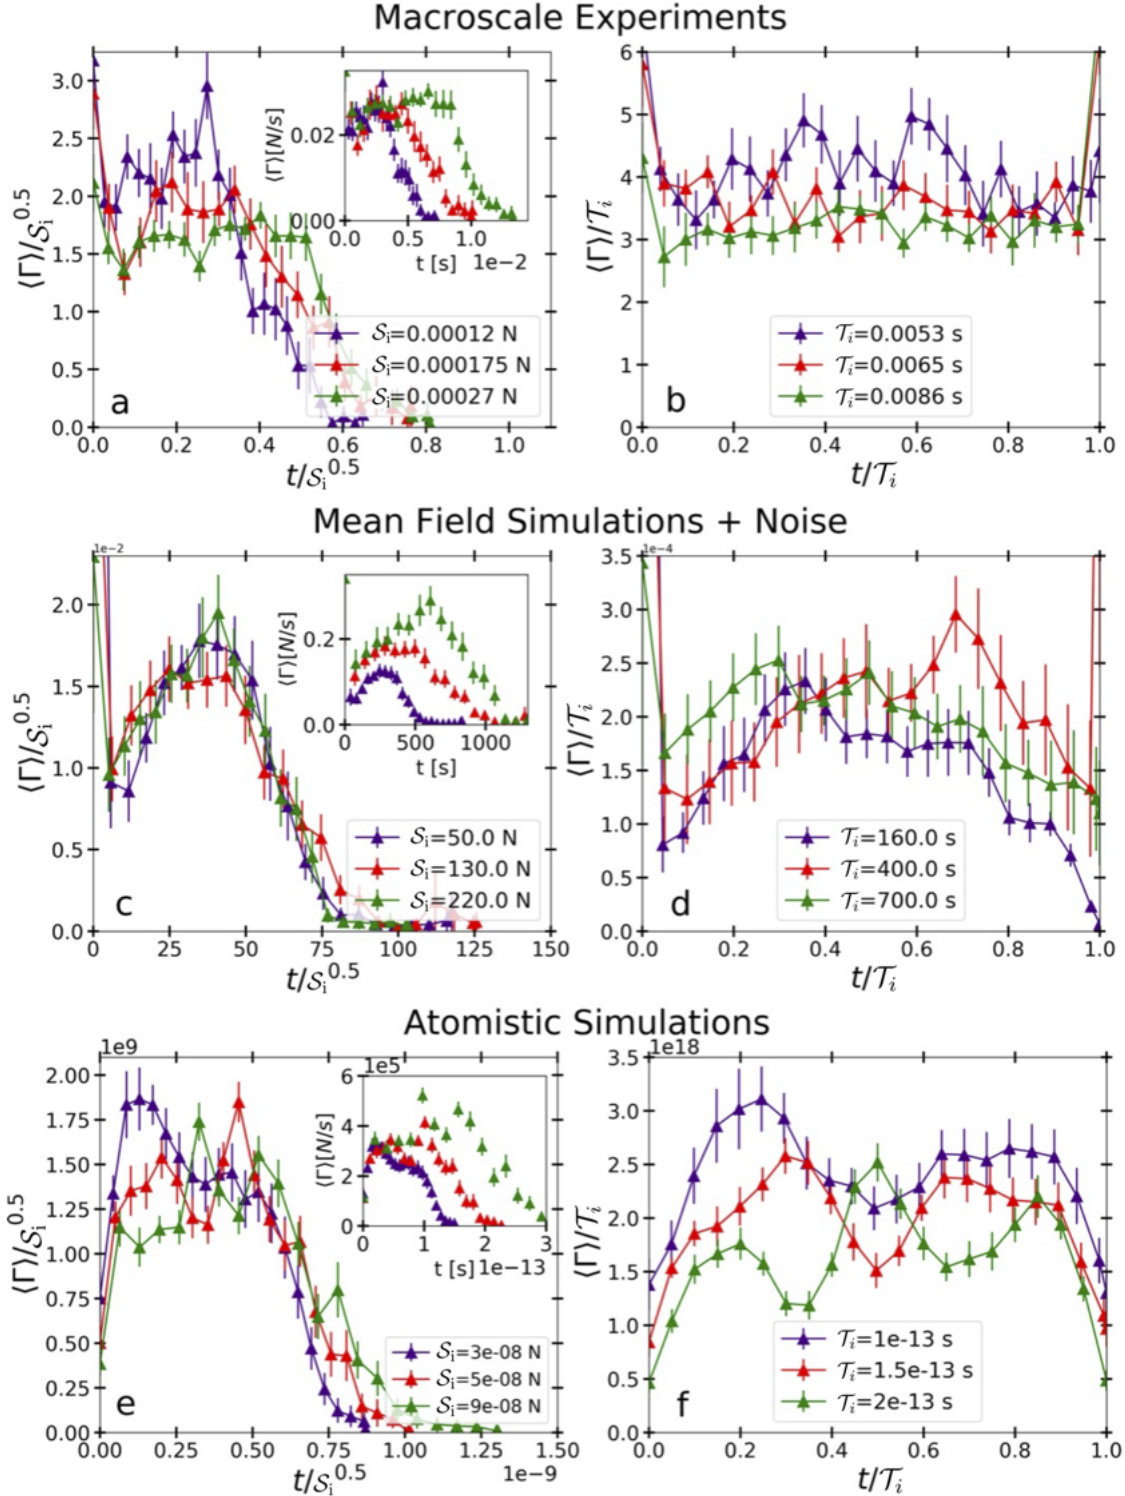 Macroscale Experiments
⟨Γ⟩/𝒮i^0.5
3.0
2.5
2.0
1.5
1.0
0.5
0.0
0.0 0.2 0.4 0.6 0.8 1.0
t/𝒮i^0.5
a
⟨Γ⟩[N/s]
0.02
0.00
0.0 0.5 1.0
t [s] 1e−2
𝒮i=0.00012 N
𝒮i=0.000175 N
𝒮i=0.00027 N
⟨Γ⟩/𝒯i
6
5
4
3
2
1
0
0.0 0.2 0.4 0.6 0.8 1.0
t/𝒯i
b
𝒯i=0.0053 s
𝒯i=0.0065 s
𝒯i=0.0086 s
Mean Field Simulations + Noise
1e−2
⟨Γ⟩/𝒮i^0.5
2.0
1.5
1.0
0.5
0.0
0 25 50 75 100 125 150
t/𝒮i^0.5
c
⟨Γ⟩[N/s]
0.2
0.0
0 500 1000
t [s]
𝒮i=50.0 N
𝒮i=130.0 N
𝒮i=220.0 N
1e−4
⟨Γ⟩/𝒯i
3.5
3.0
2.5
2.0
1.5
1.0
0.5
0.0
0.0 0.2 0.4 0.6 0.8 1.0
t/𝒯i
d
𝒯i=160.0 s
𝒯i=400.0 s
𝒯i=700.0 s
Atomistic Simulations
1e9
⟨Γ⟩/𝒮i^0.5
2.00
1.75
1.50
1.25
1.00
0.75
0.50
0.25
0.00
0.00 0.25 0.50 0.75 1.00 1.25 1.50
t/𝒮i^0.5
1e−9
e
1e5
⟨Γ⟩[N/s]
6
4
2
0
0 1 2 3
t [s] 1e−13
𝒮i=3e-08 N
𝒮i=5e-08 N
𝒮i=9e-08 N
1e18
⟨Γ⟩/𝒯i
3.5
3.0
2.5
2.0
1.5
1.0
0.5
0.0
0.0 0.2 0.4 0.6 0.8 1.0
t/𝒯i
f
𝒯i=1e-13 s
𝒯i=1.5e-13 s
𝒯i=2e-13 s